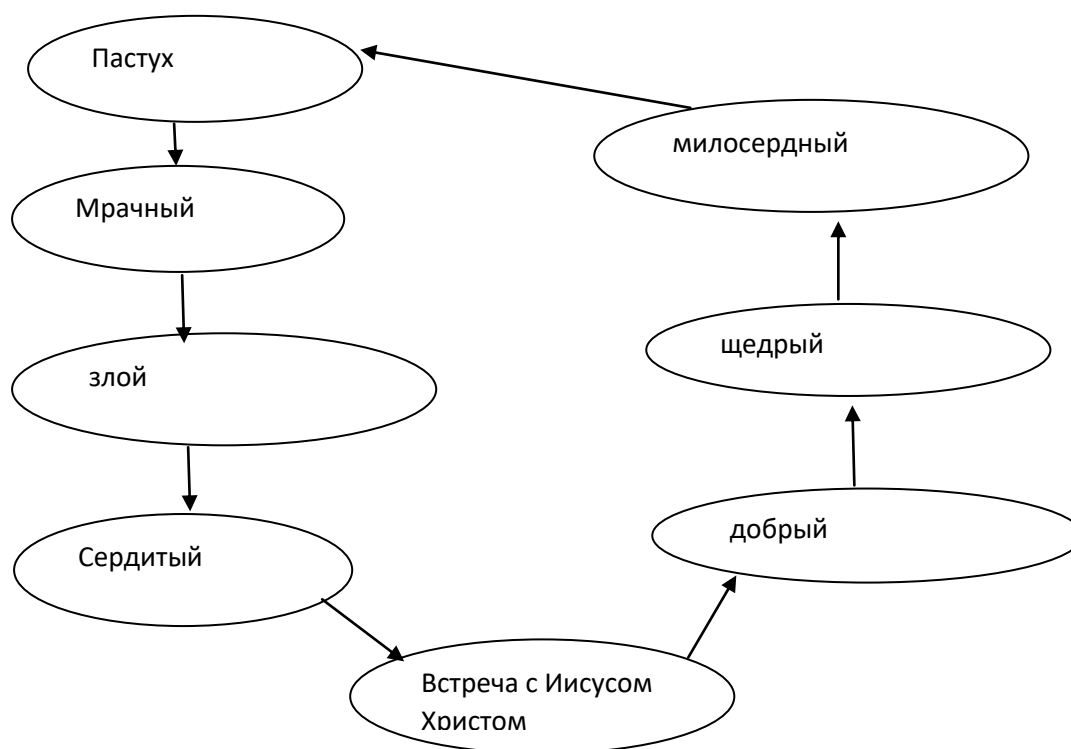 Пастух
Мрачный
злой
Сердитый
Встреча с Иисусом
Христом
добрый
щедрый
милосердный